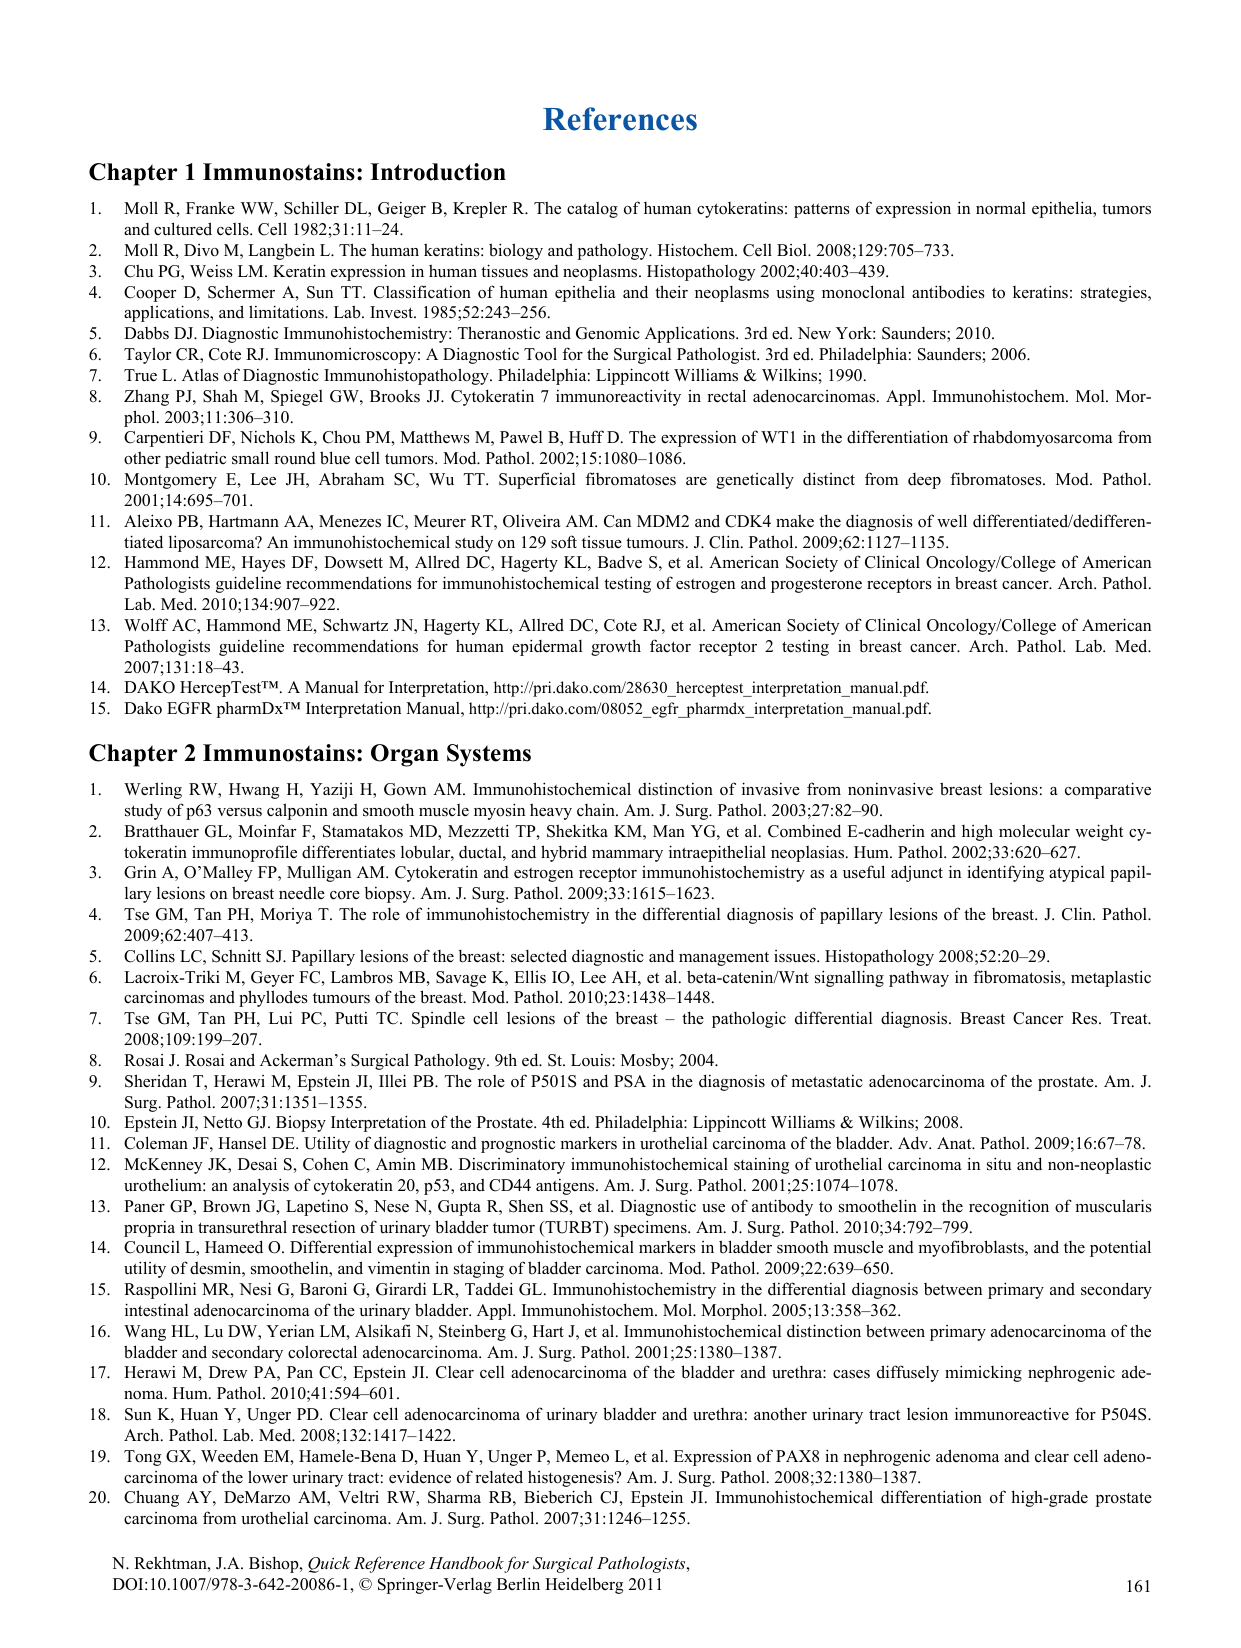 References
Chapter 1 Immunostains: Introduction
1. Moll R, Franke WW, Schiller DL, Geiger B, Krepler R. The catalog of human cytokeratins: patterns of expression in normal epithelia, tumors
and cultured cells. Cell 1982;31:11–24.
2. Moll R, Divo M, Langbein L. The human keratins: biology and pathology. Histochem. Cell Biol. 2008;129:705–733.
3. Chu PG, Weiss LM. Keratin expression in human tissues and neoplasms. Histopathology 2002;40:403–439.
4. Cooper D, Schermer A, Sun TT. Classification of human epithelia and their neoplasms using monoclonal antibodies to keratins: strategies,
applications, and limitations. Lab. Invest. 1985;52:243–256.
5. Dabbs DJ. Diagnostic Immunohistochemistry: Theranostic and Genomic Applications. 3rd ed. New York: Saunders; 2010.
6. Taylor CR, Cote RJ. Immunomicroscopy: A Diagnostic Tool for the Surgical Pathologist. 3rd ed. Philadelphia: Saunders; 2006.
7. True L. Atlas of Diagnostic Immunohistopathology. Philadelphia: Lippincott Williams & Wilkins; 1990.
8. Zhang PJ, Shah M, Spiegel GW, Brooks JJ. Cytokeratin 7 immunoreactivity in rectal adenocarcinomas. Appl. Immunohistochem. Mol. Mor-
phol. 2003;11:306–310.
9. Carpentieri DF, Nichols K, Chou PM, Matthews M, Pawel B, Huff D. The expression of WT1 in the differentiation of rhabdomyosarcoma from
other pediatric small round blue cell tumors. Mod. Pathol. 2002;15:1080–1086.
10. Montgomery E, Lee JH, Abraham SC, Wu TT. Superficial fibromatoses are genetically distinct from deep fibromatoses. Mod. Pathol.
2001;14:695–701.
11. Aleixo PB, Hartmann AA, Menezes IC, Meurer RT, Oliveira AM. Can MDM2 and CDK4 make the diagnosis of well differentiated/dedifferen-
tiated liposarcoma? An immunohistochemical study on 129 soft tissue tumours. J. Clin. Pathol. 2009;62:1127–1135.
12. Hammond ME, Hayes DF, Dowsett M, Allred DC, Hagerty KL, Badve S, et al. American Society of Clinical Oncology/College of American
Pathologists guideline recommendations for immunohistochemical testing of estrogen and progesterone receptors in breast cancer. Arch. Pathol.
Lab. Med. 2010;134:907–922.
13. Wolff AC, Hammond ME, Schwartz JN, Hagerty KL, Allred DC, Cote RJ, et al. American Society of Clinical Oncology/College of American
Pathologists guideline recommendations for human epidermal growth factor receptor 2 testing in breast cancer. Arch. Pathol. Lab. Med.
2007;131:18–43.
14. DAKO HercepTest™. A Manual for Interpretation, http://pri.dako.com/28630_herceptest_interpretation_manual.pdf.
15. Dako EGFR pharmDx™ Interpretation Manual, http://pri.dako.com/08052_egfr_pharmdx_interpretation_manual.pdf.
Chapter 2 Immunostains: Organ Systems
1. Werling RW, Hwang H, Yaziji H, Gown AM. Immunohistochemical distinction of invasive from noninvasive breast lesions: a comparative
study of p63 versus calponin and smooth muscle myosin heavy chain. Am. J. Surg. Pathol. 2003;27:82–90.
2. Bratthauer GL, Moinfar F, Stamatakos MD, Mezzetti TP, Shekitka KM, Man YG, et al. Combined E-cadherin and high molecular weight cy-
tokeratin immunoprofile differentiates lobular, ductal, and hybrid mammary intraepithelial neoplasias. Hum. Pathol. 2002;33:620–627.
3. Grin A, O’Malley FP, Mulligan AM. Cytokeratin and estrogen receptor immunohistochemistry as a useful adjunct in identifying atypical papil-
lary lesions on breast needle core biopsy. Am. J. Surg. Pathol. 2009;33:1615–1623.
4. Tse GM, Tan PH, Moriya T. The role of immunohistochemistry in the differential diagnosis of papillary lesions of the breast. J. Clin. Pathol.
2009;62:407–413.
5. Collins LC, Schnitt SJ. Papillary lesions of the breast: selected diagnostic and management issues. Histopathology 2008;52:20–29.
6. Lacroix-Triki M, Geyer FC, Lambros MB, Savage K, Ellis IO, Lee AH, et al. beta-catenin/Wnt signalling pathway in fibromatosis, metaplastic
carcinomas and phyllodes tumours of the breast. Mod. Pathol. 2010;23:1438–1448.
7. Tse GM, Tan PH, Lui PC, Putti TC. Spindle cell lesions of the breast – the pathologic differential diagnosis. Breast Cancer Res. Treat.
2008;109:199–207.
8. Rosai J. Rosai and Ackerman’s Surgical Pathology. 9th ed. St. Louis: Mosby; 2004.
9. Sheridan T, Herawi M, Epstein JI, Illei PB. The role of P501S and PSA in the diagnosis of metastatic adenocarcinoma of the prostate. Am. J.
Surg. Pathol. 2007;31:1351–1355.
10. Epstein JI, Netto GJ. Biopsy Interpretation of the Prostate. 4th ed. Philadelphia: Lippincott Williams & Wilkins; 2008.
11. Coleman JF, Hansel DE. Utility of diagnostic and prognostic markers in urothelial carcinoma of the bladder. Adv. Anat. Pathol. 2009;16:67–78.
12. McKenney JK, Desai S, Cohen C, Amin MB. Discriminatory immunohistochemical staining of urothelial carcinoma in situ and non-neoplastic
urothelium: an analysis of cytokeratin 20, p53, and CD44 antigens. Am. J. Surg. Pathol. 2001;25:1074–1078.
13. Paner GP, Brown JG, Lapetino S, Nese N, Gupta R, Shen SS, et al. Diagnostic use of antibody to smoothelin in the recognition of muscularis
propria in transurethral resection of urinary bladder tumor (TURBT) specimens. Am. J. Surg. Pathol. 2010;34:792–799.
14. Council L, Hameed O. Differential expression of immunohistochemical markers in bladder smooth muscle and myofibroblasts, and the potential
utility of desmin, smoothelin, and vimentin in staging of bladder carcinoma. Mod. Pathol. 2009;22:639–650.
15. Raspollini MR, Nesi G, Baroni G, Girardi LR, Taddei GL. Immunohistochemistry in the differential diagnosis between primary and secondary
intestinal adenocarcinoma of the urinary bladder. Appl. Immunohistochem. Mol. Morphol. 2005;13:358–362.
16. Wang HL, Lu DW, Yerian LM, Alsikafi N, Steinberg G, Hart J, et al. Immunohistochemical distinction between primary adenocarcinoma of the
bladder and secondary colorectal adenocarcinoma. Am. J. Surg. Pathol. 2001;25:1380–1387.
17. Herawi M, Drew PA, Pan CC, Epstein JI. Clear cell adenocarcinoma of the bladder and urethra: cases diffusely mimicking nephrogenic ade-
noma. Hum. Pathol. 2010;41:594–601.
18. Sun K, Huan Y, Unger PD. Clear cell adenocarcinoma of urinary bladder and urethra: another urinary tract lesion immunoreactive for P504S.
Arch. Pathol. Lab. Med. 2008;132:1417–1422.
19. Tong GX, Weeden EM, Hamele-Bena D, Huan Y, Unger P, Memeo L, et al. Expression of PAX8 in nephrogenic adenoma and clear cell adeno-
carcinoma of the lower urinary tract: evidence of related histogenesis? Am. J. Surg. Pathol. 2008;32:1380–1387.
20. Chuang AY, DeMarzo AM, Veltri RW, Sharma RB, Bieberich CJ, Epstein JI. Immunohistochemical differentiation of high-grade prostate
carcinoma from urothelial carcinoma. Am. J. Surg. Pathol. 2007;31:1246–1255.
N. Rekhtman, J.A. Bishop, Quick Reference Handbook for Surgical Pathologists,
DOI:10.1007/978-3-642-20086-1, © Springer-Verlag Berlin Heidelberg 2011
161